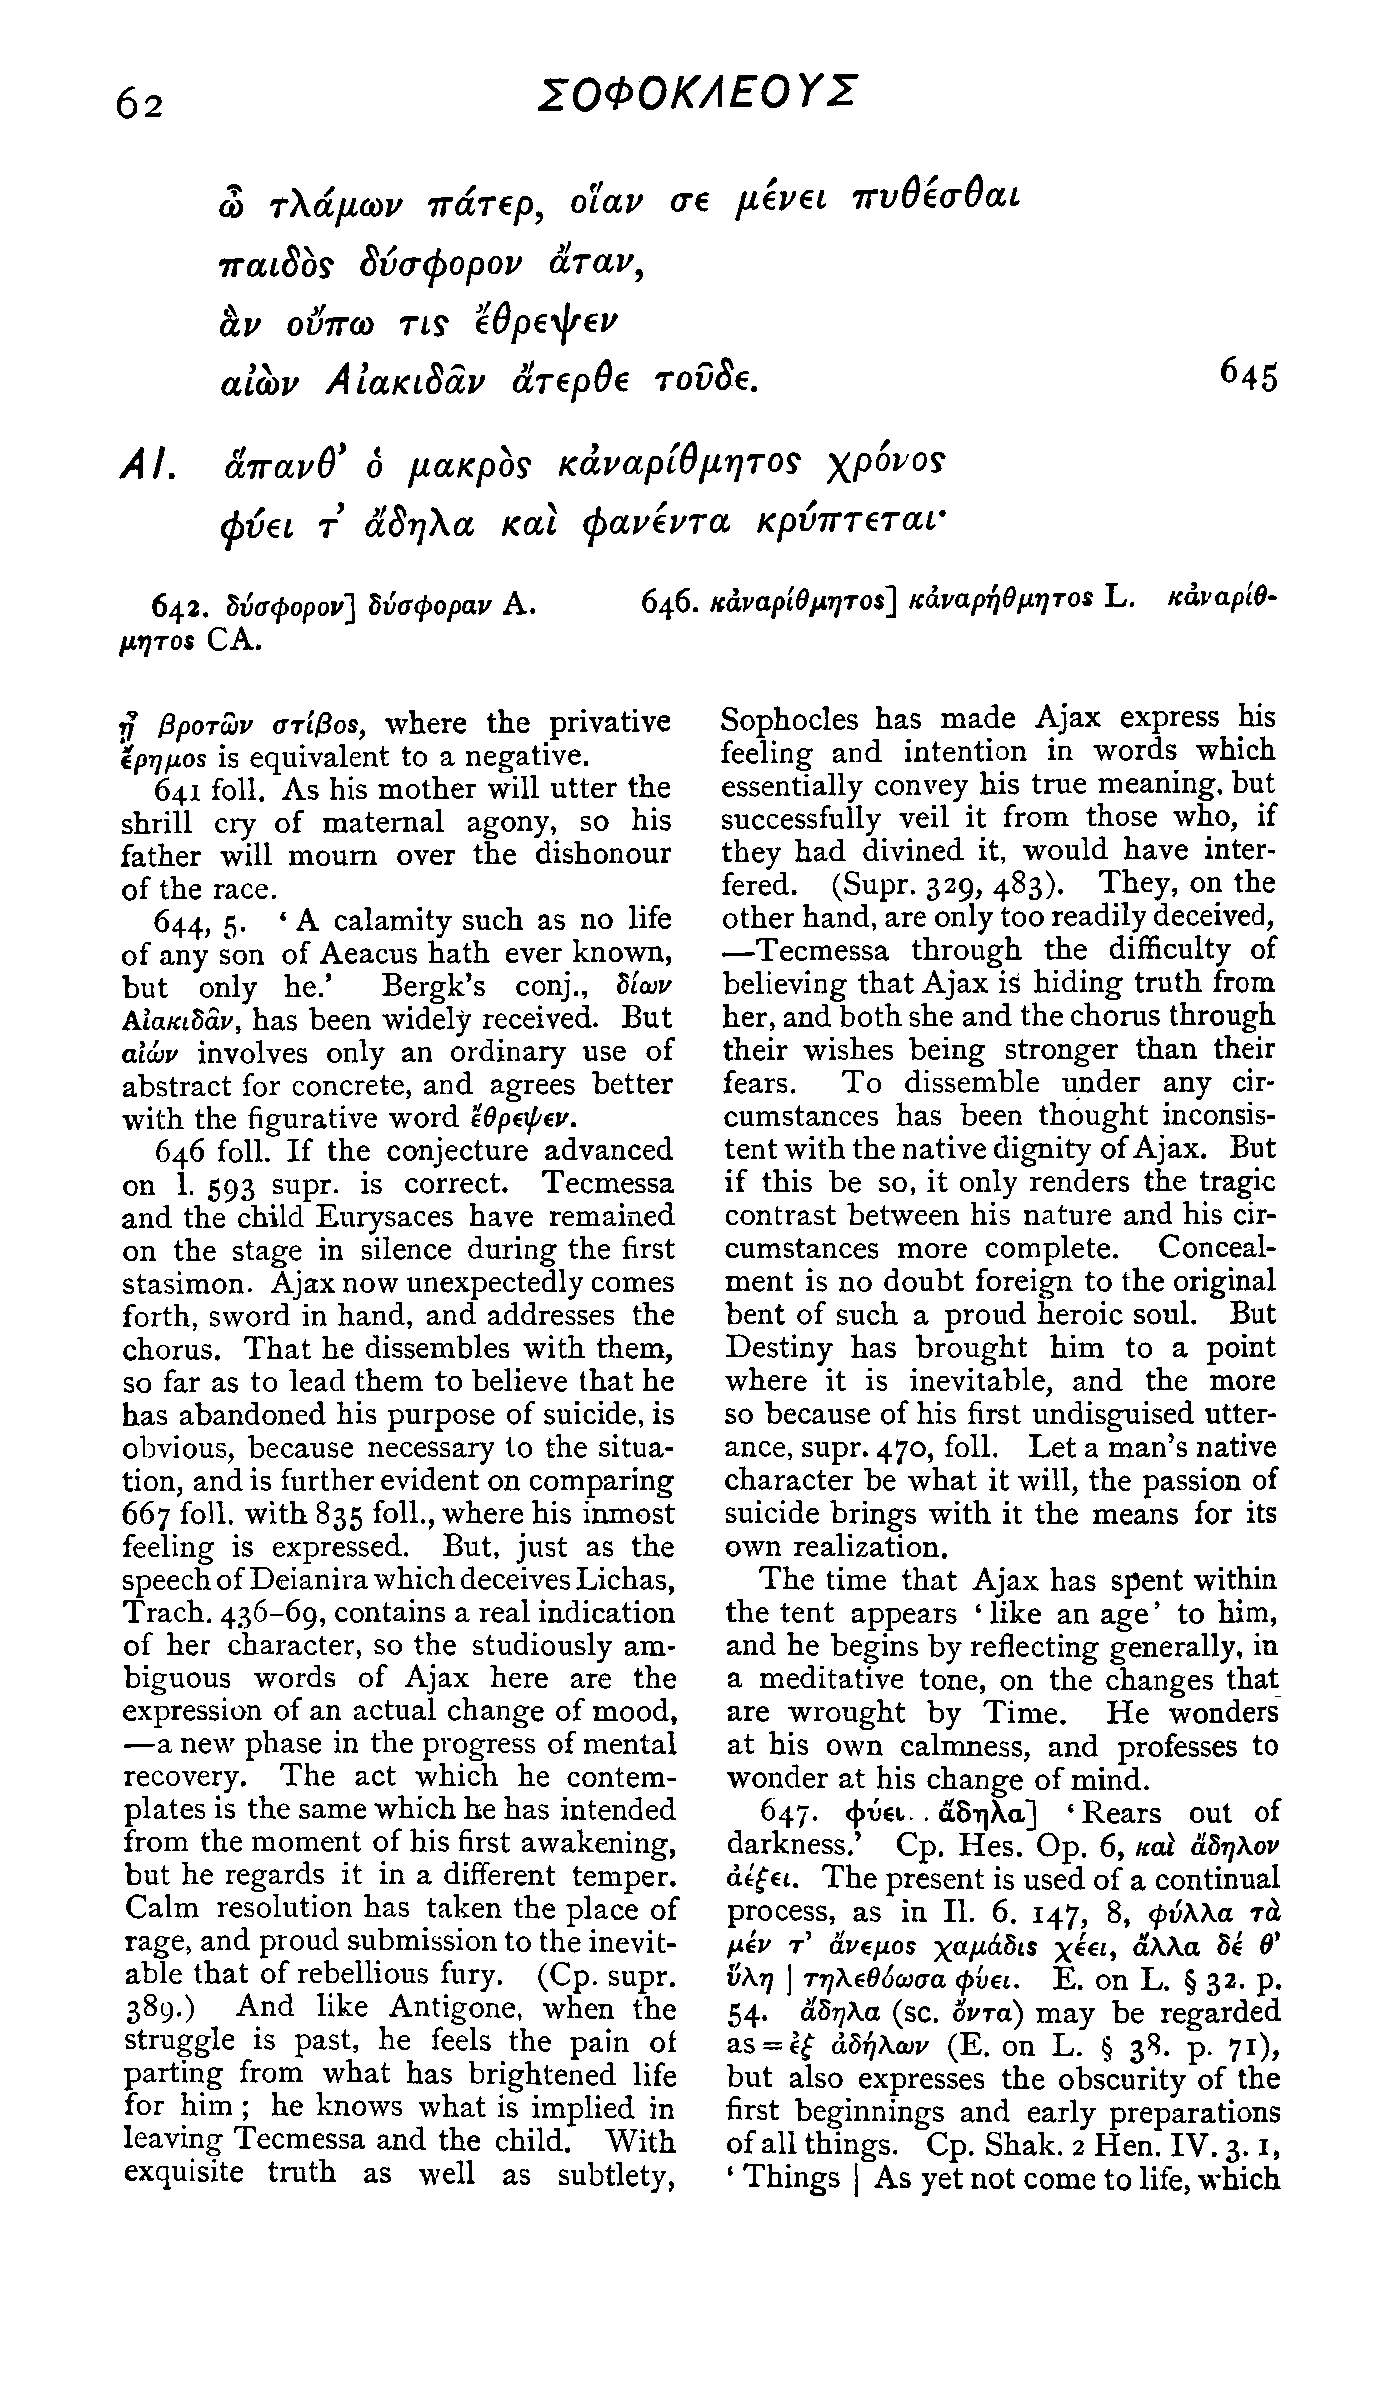 62
ΣΟΦΟΚΛΕΟΥΣ
ὦ τλάμων πάτερ, οἵαν σε μένει πυθέσθαι
παιδὸς δύσφορον ἄταν,
ἃν οὔπω τις ἔθρεψεν
αἰὼν Αἰακιδᾶν ἄτερθε τοῦδε. 645
ΑΙ. ἅπανθ’ ὁ μακρὸς κἀναρίθμητος χρόνος
φύει τ’ ἄδηλα καὶ φανέντα κρύπτεται·
642. δύσφορον] δύσφοραν A. 646. κἀναρίθμητος] κἀναρήθμητος L. κἀναρίθ-
μητος CA.
ᾖ βροτῶν στίβος, where the privative
ἔρημος is equivalent to a negative.
641 foll. As his mother will utter the
shrill cry of maternal agony, so his
father will mourn over the dishonour
of the race.
644, 5. ‘A calamity such as no life
of any son of Aeacus hath ever known,
but only he.’ Bergk’s conj., δίων
Αἰακιδᾶν, has been widely received. But
αἰών involves only an ordinary use of
abstract for concrete, and agrees better
with the figurative word ἔθρεψεν.
646 foll. If the conjecture advanced
on l. 593 supr. is correct. Tecmessa
and the child Eurysaces have remained
on the stage in silence during the first
stasimon. Ajax now unexpectedly comes
forth, sword in hand, and addresses the
chorus. That he dissembles with them,
so far as to lead them to believe that he
has abandoned his purpose of suicide, is
obvious, because necessary to the situa-
tion, and is further evident on comparing
667 foll. with 835 foll., where his inmost
feeling is expressed. But, just as the
speech of Deianira which deceives Lichas,
Trach. 436-69, contains a real indication
of her character, so the studiously am-
biguous words of Ajax here are the
expression of an actual change of mood,
—a new phase in the progress of mental
recovery. The act which he contem-
plates is the same which he has intended
from the moment of his first awakening,
but he regards it in a different temper.
Calm resolution has taken the place of
rage, and proud submission to the inevit-
able that of rebellious fury. (Cp. supr.
389.) And like Antigone, when the
struggle is past, he feels the pain of
parting from what has brightened life
for him; he knows what is implied in
leaving Tecmessa and the child. With
exquisite truth as well as subtlety,
Sophocles has made Ajax express his
feeling and intention in words which
essentially convey his true meaning, but
successfully veil it from those who, if
they had divined it, would have inter-
fered. (Supr. 329, 483). They, on the
other hand, are only too readily deceived,
—Tecmessa through the difficulty of
believing that Ajax is hiding truth from
her, and both she and the chorus through
their wishes being stronger than their
fears. To dissemble under any cir-
cumstances has been thought inconsis-
tent with the native dignity of Ajax. But
if this be so, it only renders the tragic
contrast between his nature and his cir-
cumstances more complete. Conceal-
ment is no doubt foreign to the original
bent of such a proud heroic soul. But
Destiny has brought him to a point
where it is inevitable, and the more
so because of his first undisguised utter-
ance, supr. 470, foll. Let a man’s native
character be what it will, the passion of
suicide brings with it the means for its
own realization.
The time that Ajax has spent within
the tent appears ‘like an age’ to him,
and he begins by reflecting generally, in
a meditative tone, on the changes that
are wrought by Time. He wonders
at his own calmness, and professes to
wonder at his change of mind.
647. φύει.. ἄδηλα] ‘Rears out of
darkness.’ Cp. Hes. Op. 6, καὶ ἄδηλον
ἀέξει. The present is used of a continual
process, as in Il. 6. 147, 8, φύλλα τὰ
μέν τ’ ἄνεμος χαμάδις χέει, ἄλλα δέ θ’
ὕλη | τηλεθόωσα φύει. E. on L. § 32. p.
54. ἄδηλα (sc. ὄντα) may be regarded
as = ἐξ ἀδήλων (E. on L. § 38. p. 71),
but also expresses the obscurity of the
first beginnings and early preparations
of all things. Cp. Shak. 2 Hen. IV. 3. 1,
‘Things | As yet not come to life, which